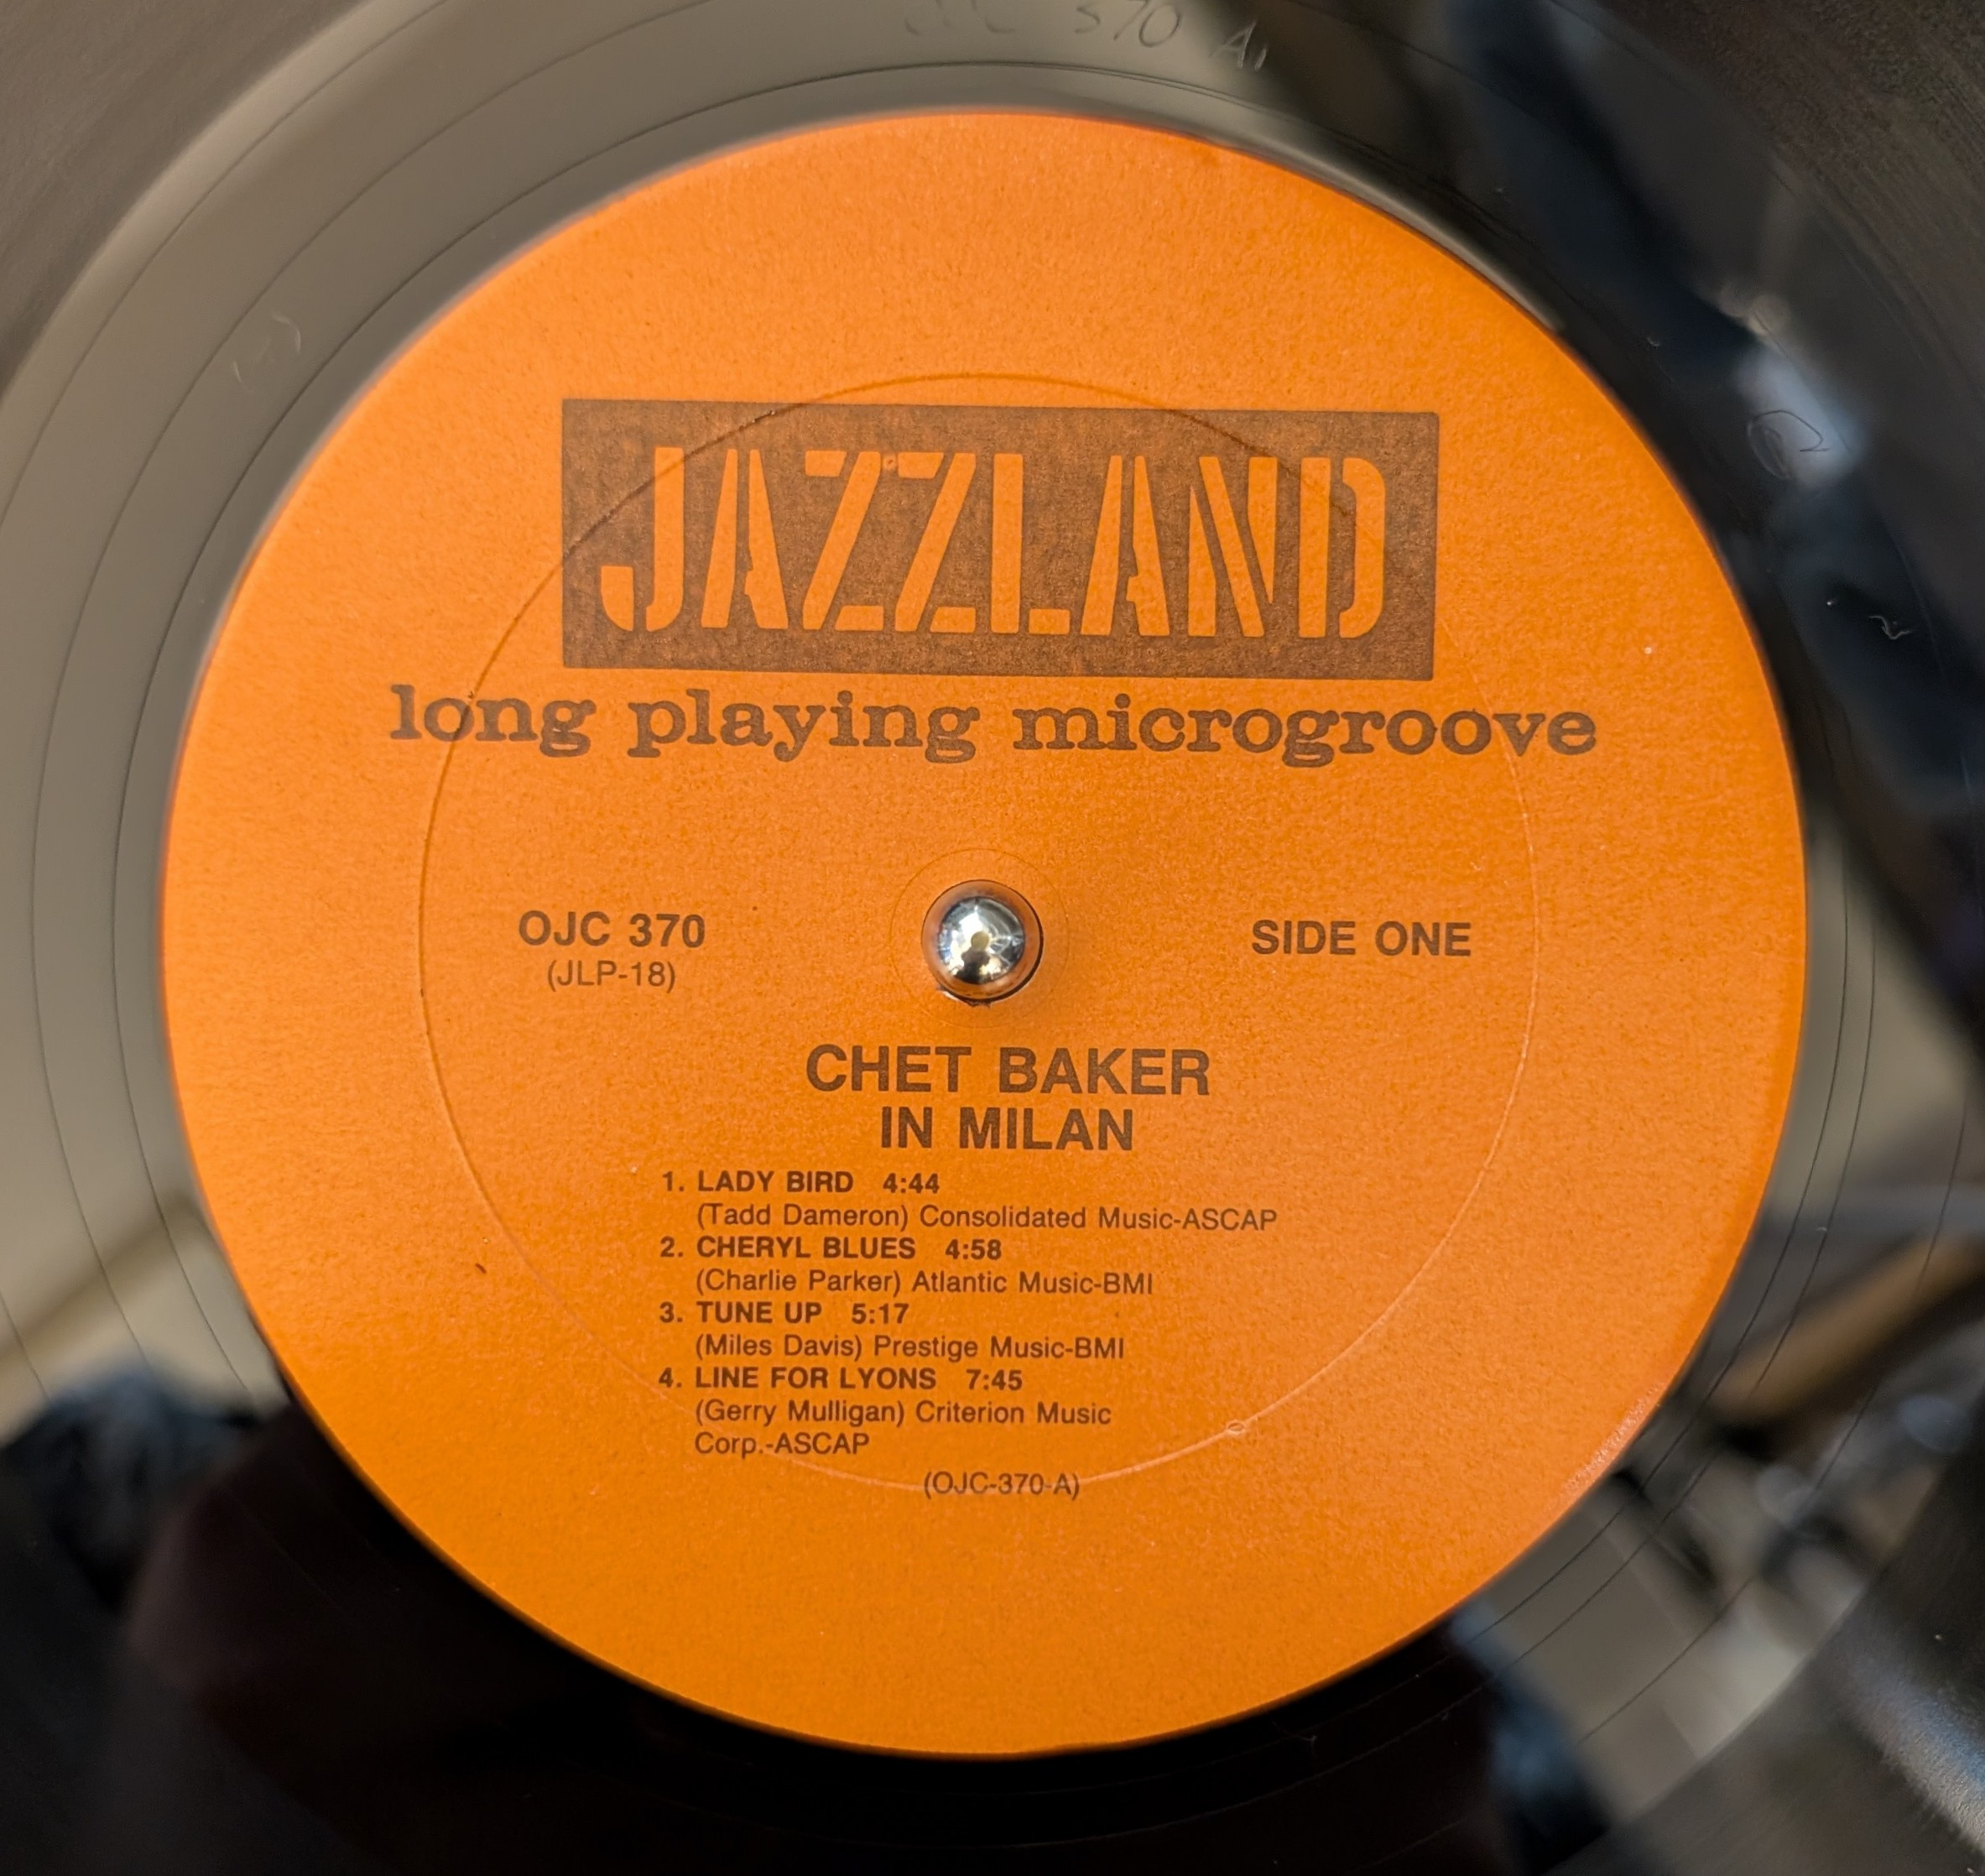 370 A1
JAZZLAND
long playing microgroove
OJC 370
(JLP-18)
SIDE ONE
CHET BAKER
IN MILAN
1. LADY BIRD 4:44
(Tadd Dameron) Consolidated Music-ASCAP
2. CHERYL BLUES 4:58
(Charlie Parker) Atlantic Music-BMI
3. TUNE UP 5:17
(Miles Davis) Prestige Music-BMI
4. LINE FOR LYONS 7:45
(Gerry Mulligan) Criterion Music
Corp.-ASCAP
(OJC-370-A)